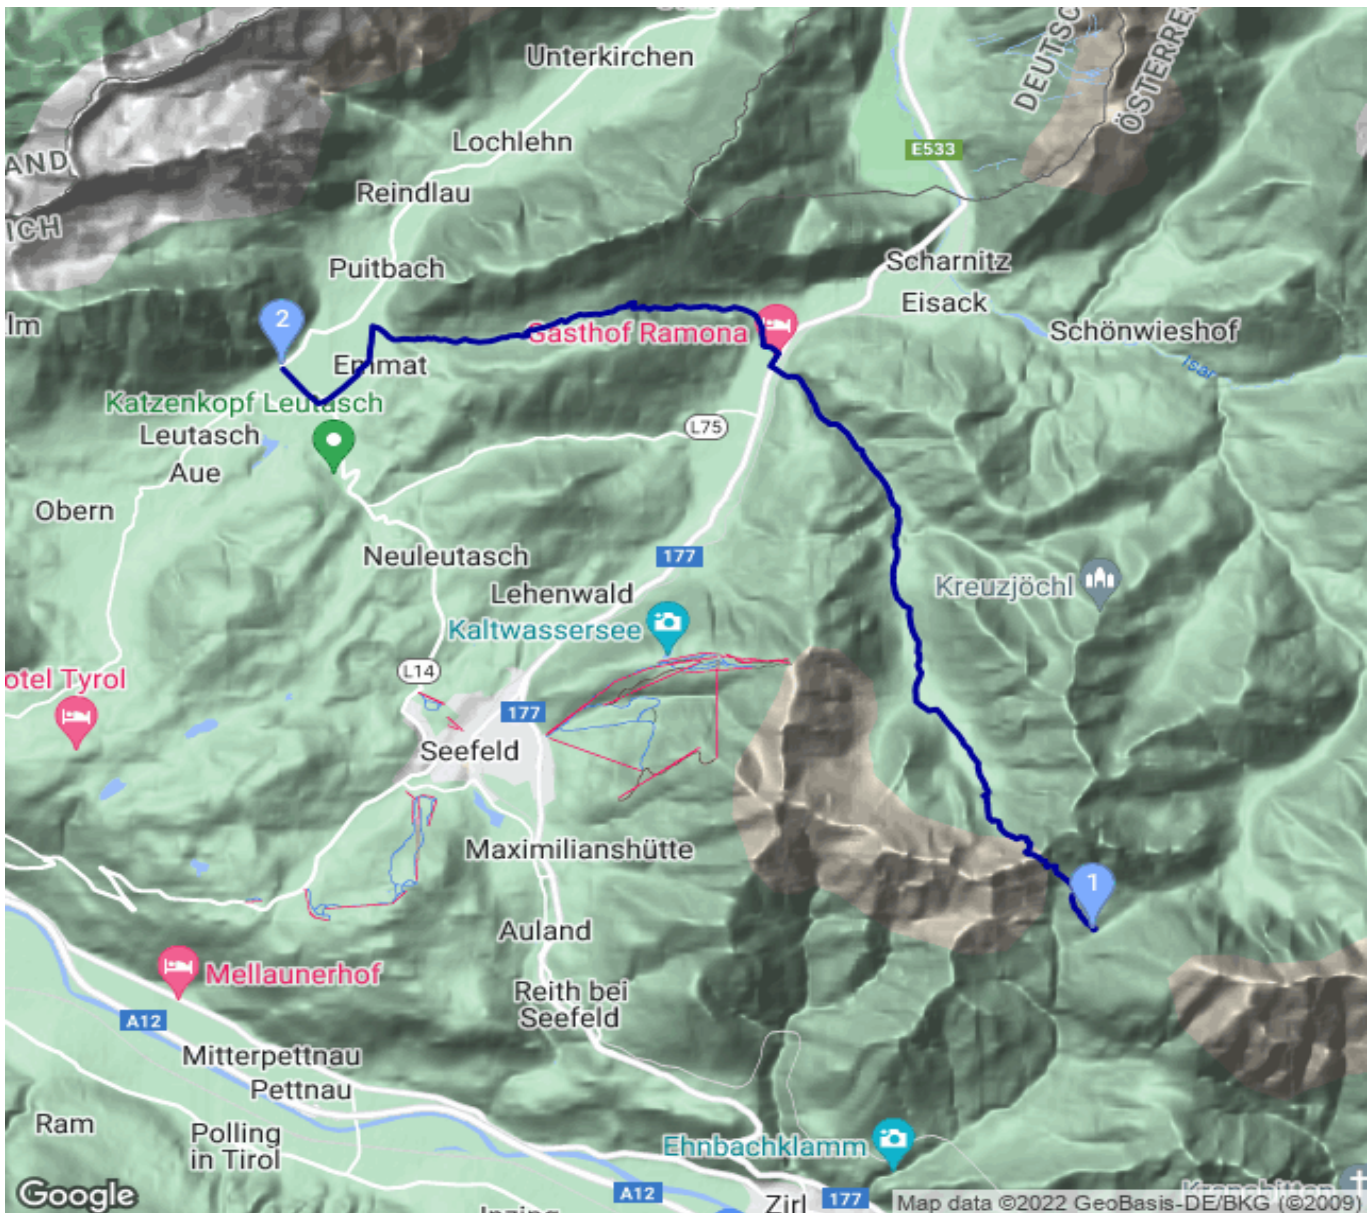 Unterkirchen
DEUTSC
ÖSTERREI
Lochlehn
E533
AND
Reindlau
ICH
Puitbach
Scharnitz
Eisack
lm
2
Gasthof Ramona
Schönwieshof
Emmat
Isar
Katzenkopf Leutasch
Leutasch
L75
Aue
Obern
Neuleutasch
177
Kreuzjöchl
Lehenwald
Kaltwassersee
L14
otel Tyrol
177
Seefeld
Maximilianshütte
1
Auland
Mellaunerhof
Reith bei
Seefeld
A12
Mitterpettnau
Pettnau
Ram
Polling
in Tirol
Ehnbachklamm
Google
A12
Zirl
177
Map data ©2022 GeoBasis-DE/BKG (©2009)